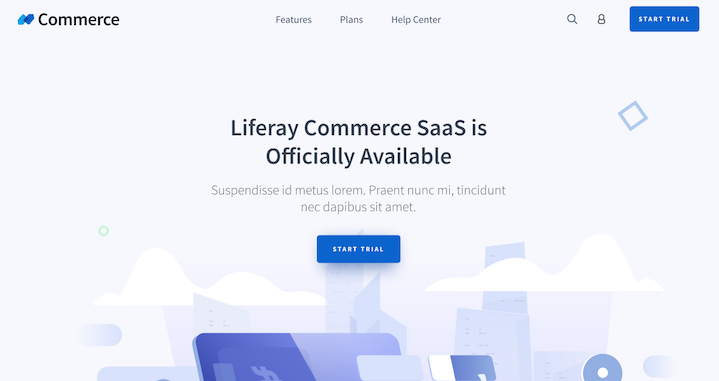 Commerce
Features
Plans
Help Center
START TRIAL
Liferay Commerce SaaS is
Officially Available
Suspendisse id metus lorem. Praent nunc mi, tincidunt
nec dapibus sit amet.
START TRIAL